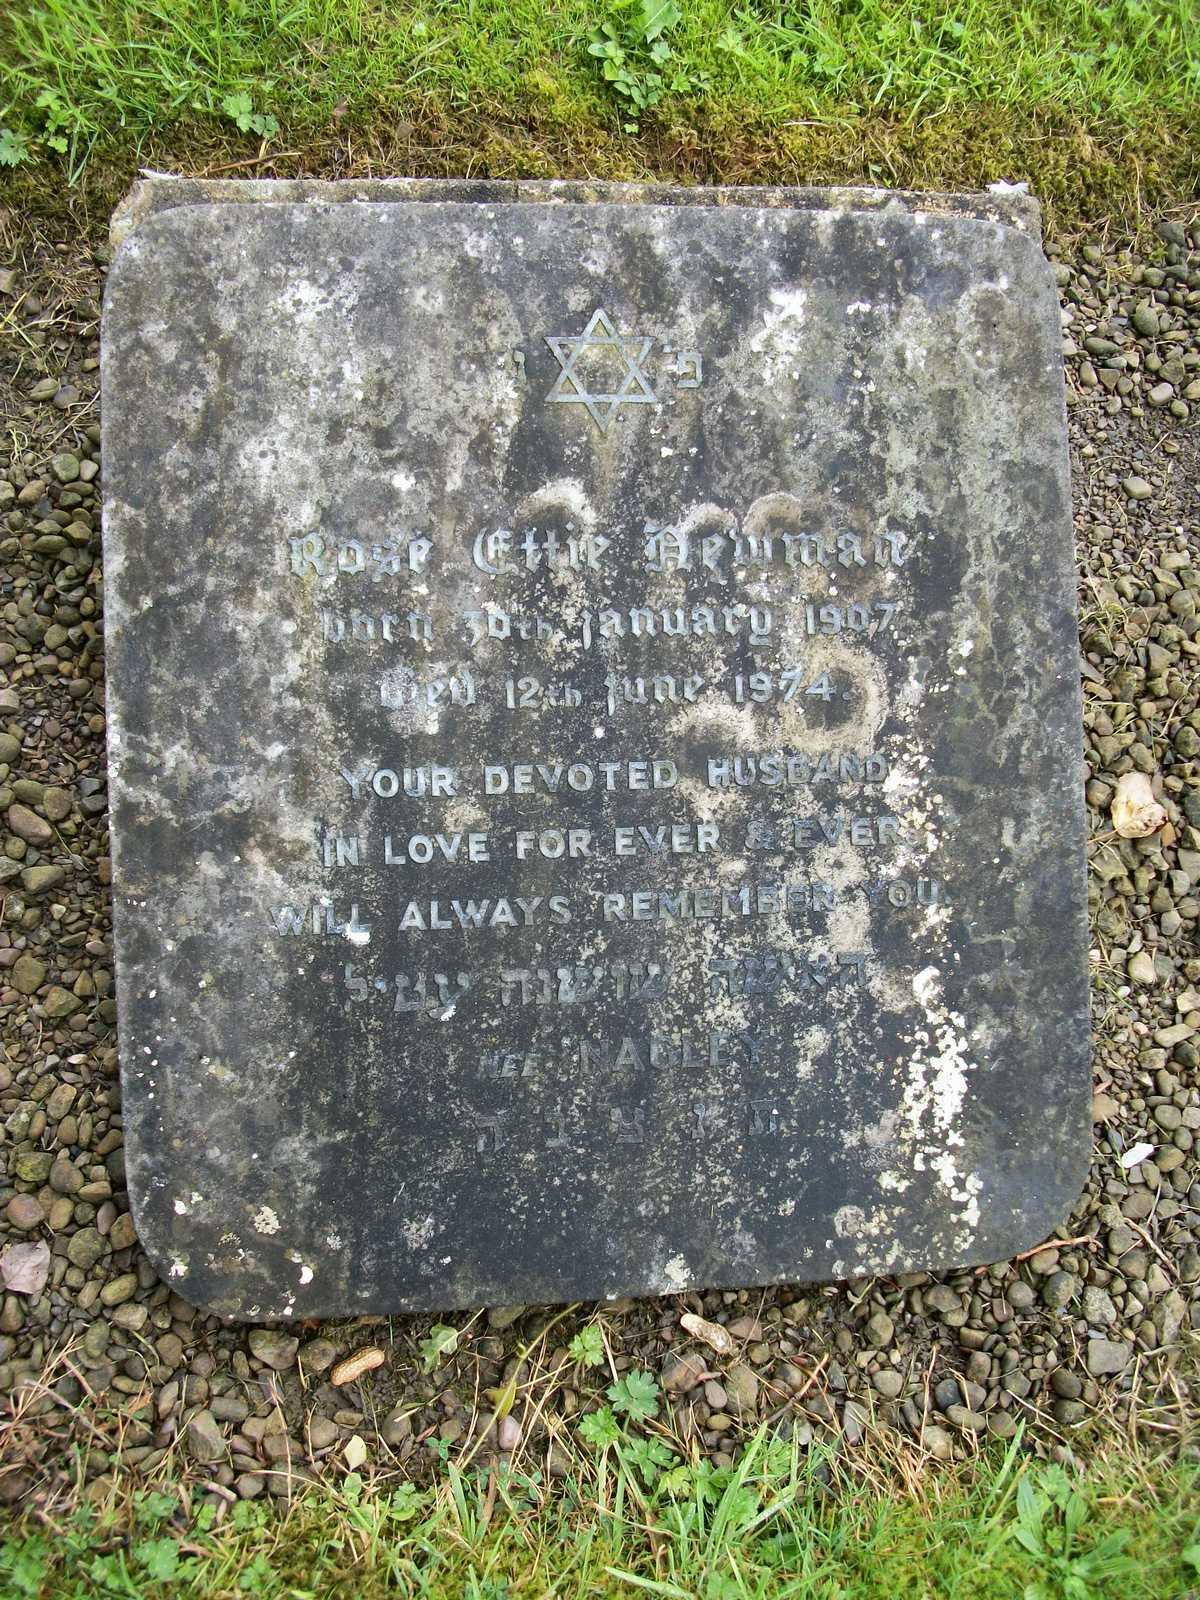 פ' נ'
Rose Ettie Newman
born 30th January 1907
Died 12th June 1974.
YOUR DEVOTED HUSBAND
IN LOVE FOR EVER & EVER
WILL ALWAYS REMEMBER YOU.
האשה שושנה עטיל
NEE NAGLEY
ת נ צ ב ה